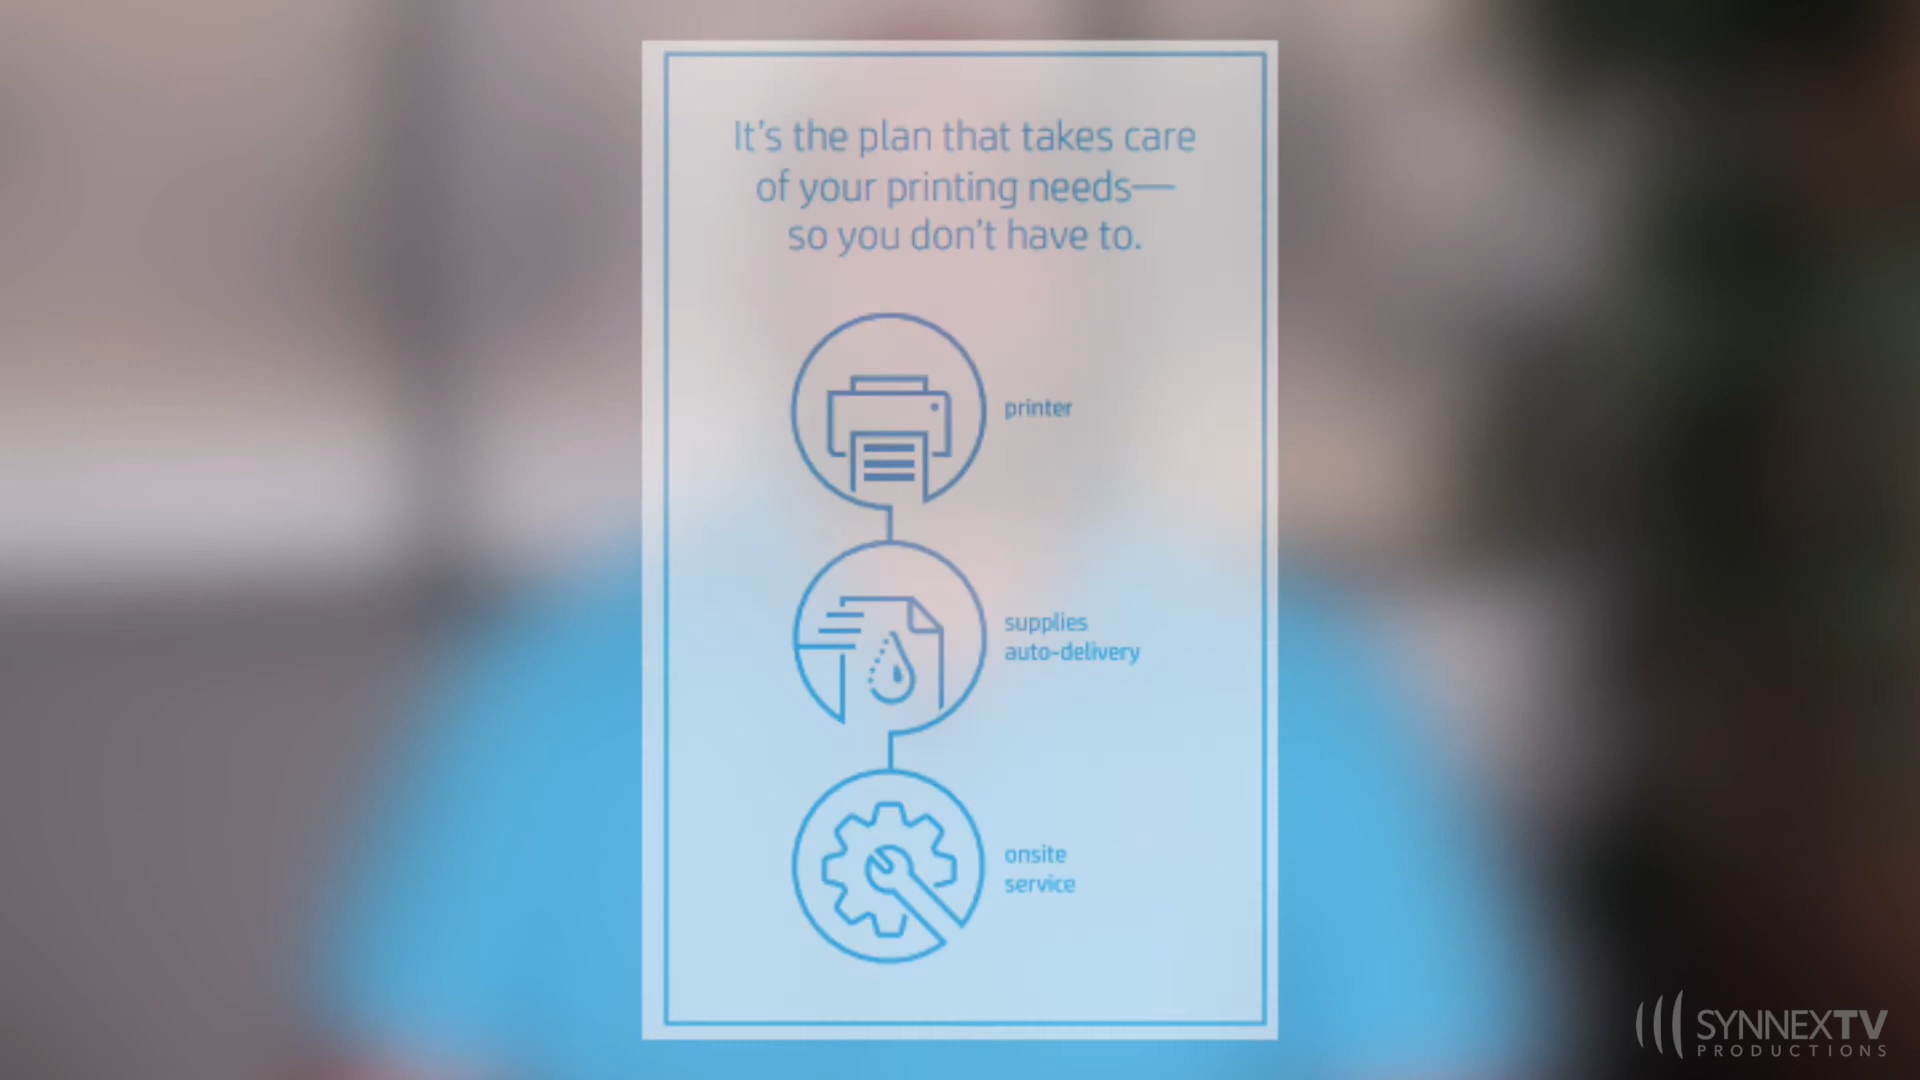 It's the plan that takes care
of your printing needs—
so you don't have to.
printer
supplies
auto-delivery
onsite
service
SYNNEXTV
PRODUCTIONS